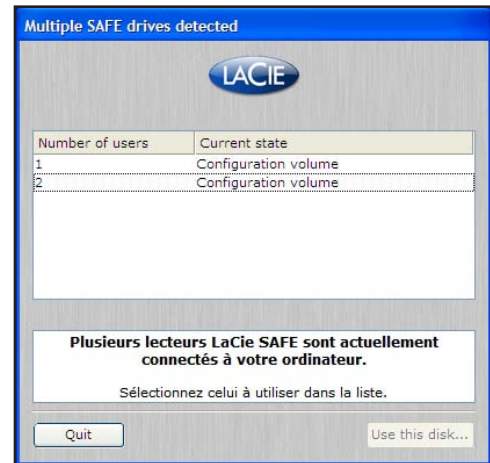 Multiple SAFE drives detected
LACIE
Number of users Current state
1 Configuration volume
2 Configuration volume
Plusieurs lecteurs LaCie SAFE sont actuellement
connectés à votre ordinateur.
Sélectionnez celui à utiliser dans la liste.
Quit Use this disk...